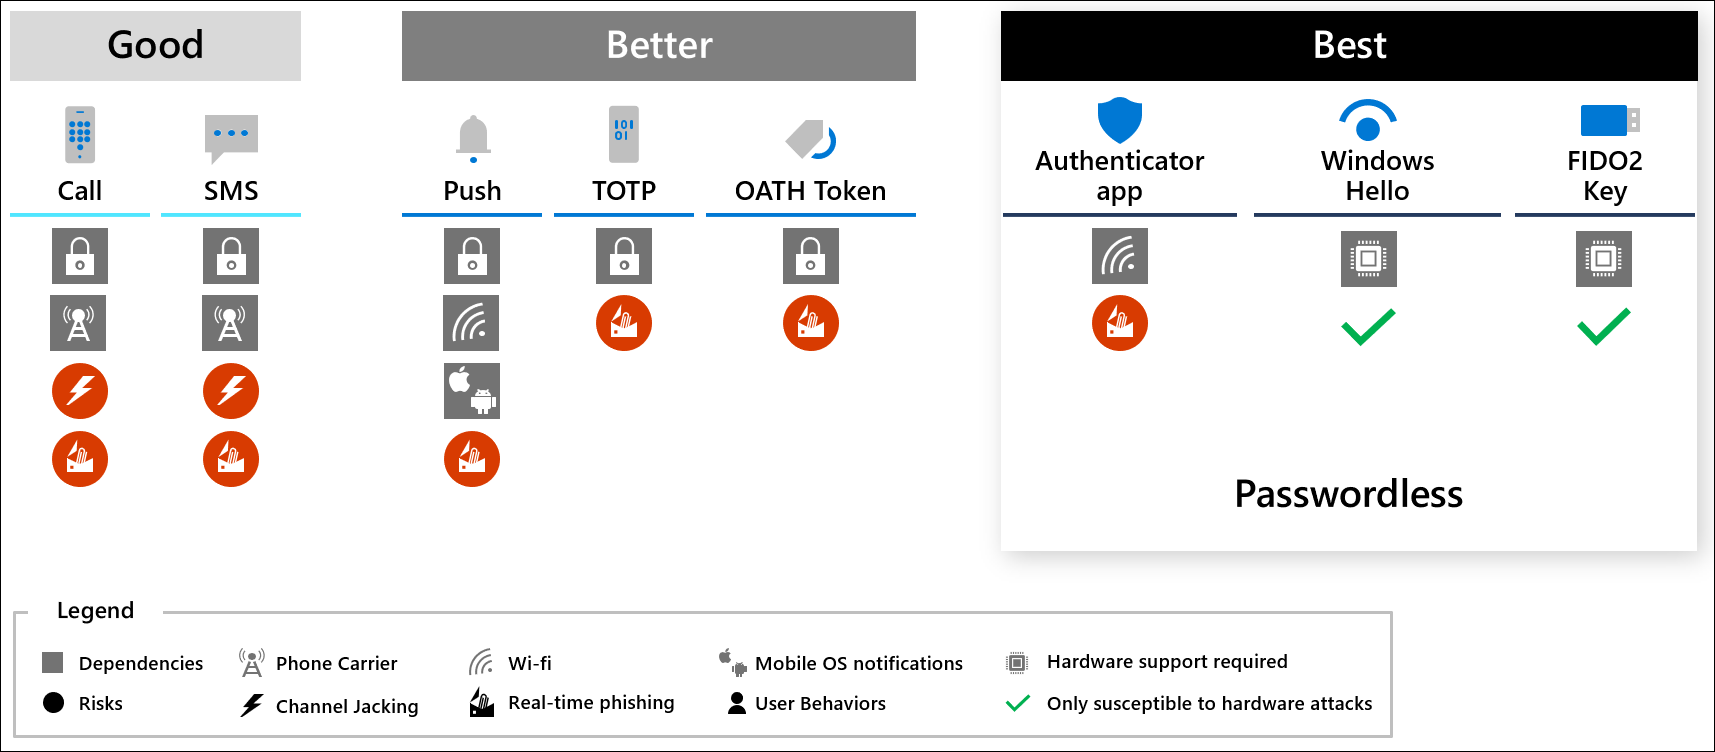 Good
Better
Best
Call
SMS
Push
TOTP
OATH Token
Authenticator
app
Windows
Hello
FIDO2
Key
101
01
Passwordless
Legend
Dependencies
Phone Carrier
Wi-fi
Mobile OS notifications
Hardware support required
Risks
Channel Jacking
Real-time phishing
User Behaviors
Only susceptible to hardware attacks